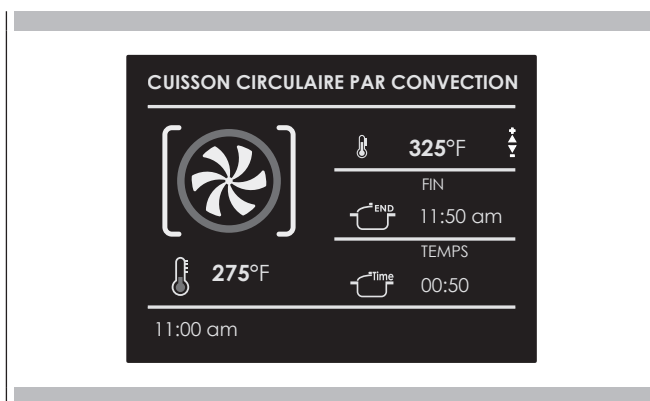 CUISSON CIRCULAIRE PAR CONVECTION
325°F
FIN
END
11:50 am
TEMPS
275°F
Time
00:50
11:00 am